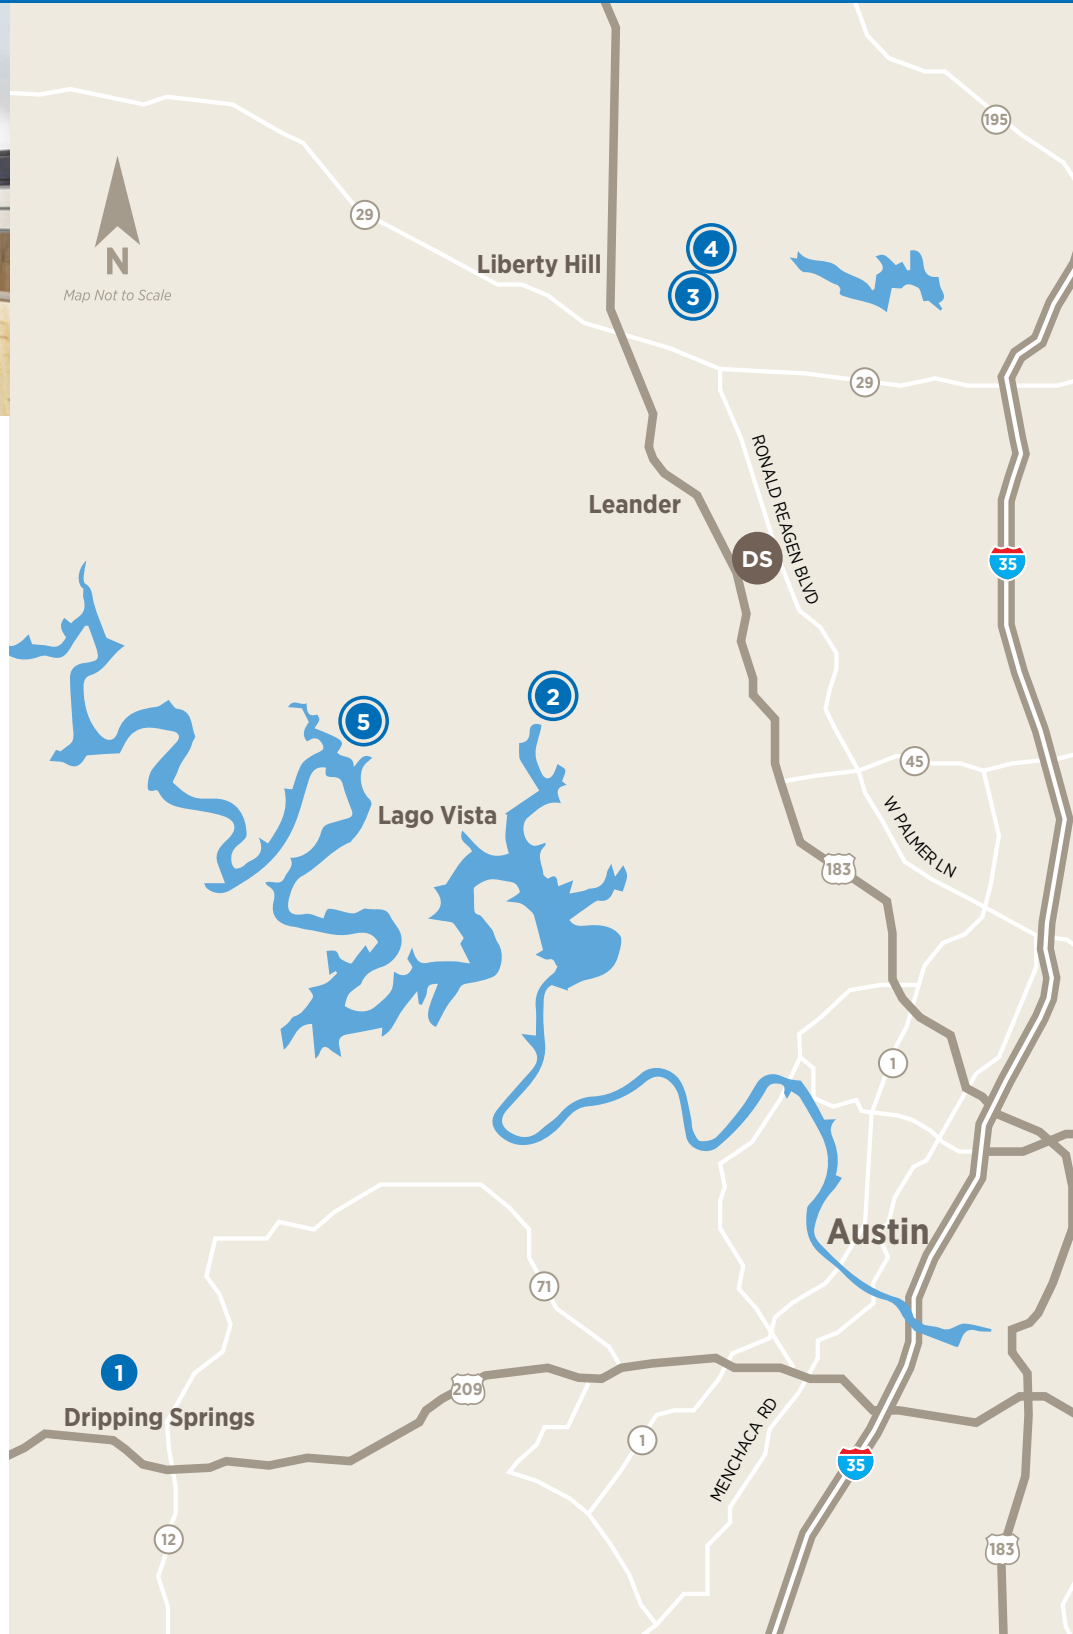 195
29
4
Liberty Hill
N
3
Map Not to Scale
29
RONALD REAGEN BLVD
Leander
DS
35
2
5
45
Lago Vista
W PALMER LN
183
1
Austin
71
1
209
Dripping Springs
MENCHACA RD
1
35
12
183